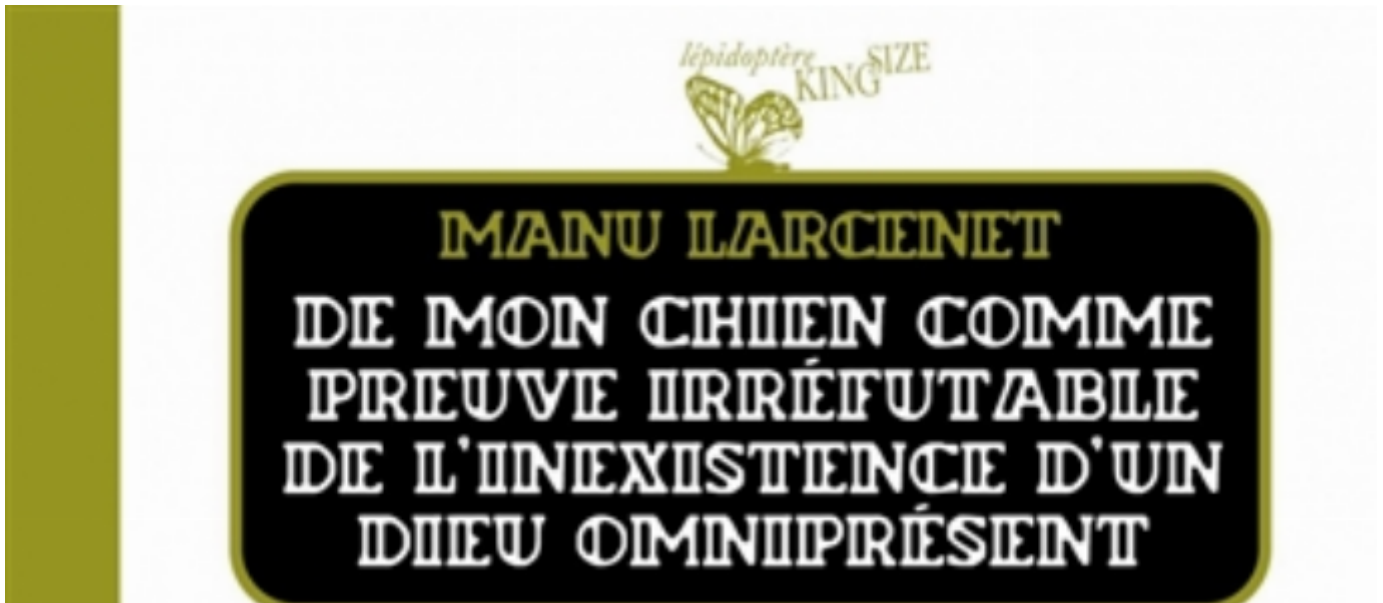 lépidoptère
KING SIZE
MANU LARCENET
DE MON CHIEN COMME
PREUVE IRRÉFUTABLE
DE L'INEXISTENCE D'UN
DIEU OMNIPRÉSENT